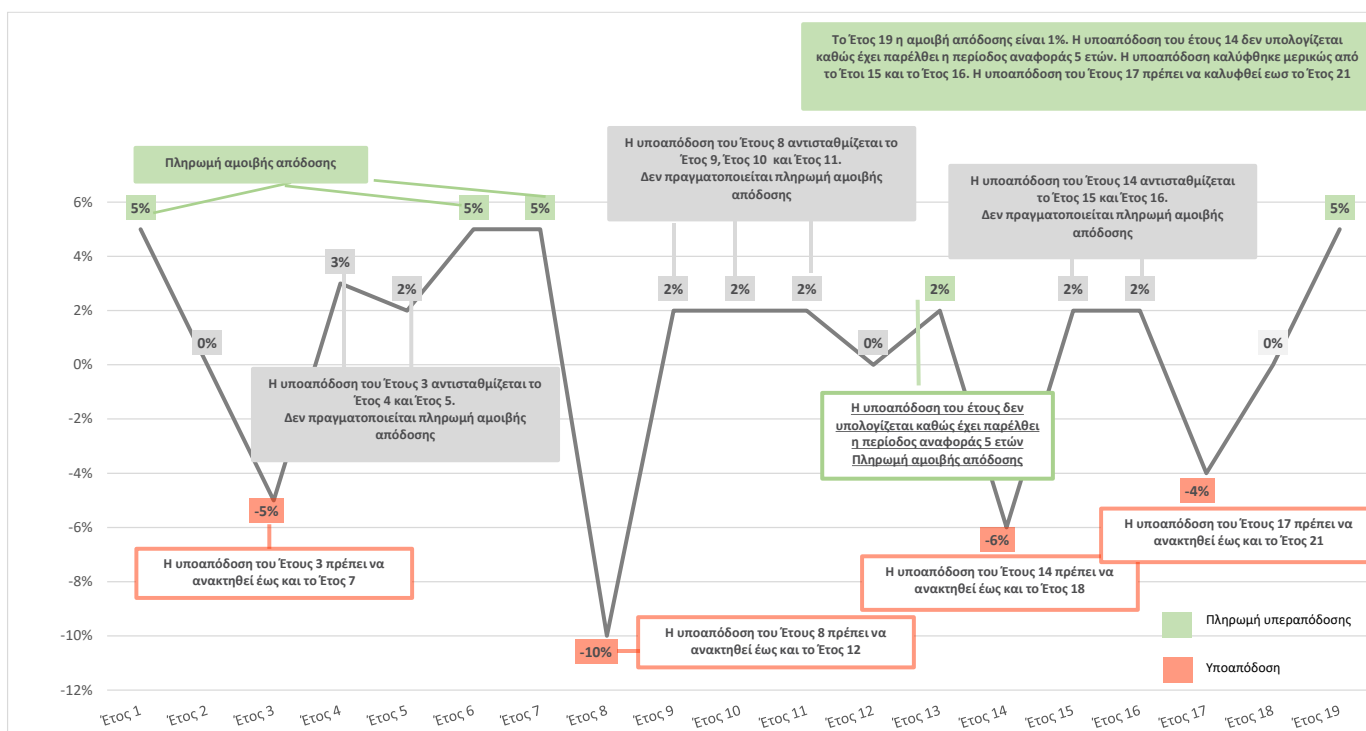 Το Έτος 19 η αμοιβή απόδοσης είναι 1%. Η υποαπόδοση του έτους 14 δεν υπολογίζεται
καθώς έχει παρέλθει η περίοδος αναφοράς 5 ετών. Η υποαπόδοση καλύφθηκε μερικώς από
το Έτοι 15 και το Έτος 16. Η υποαπόδοση του Έτους 17 πρέπει να καλυφθεί εωσ το Έτος 21
Πληρωμή αμοιβής απόδοσης
Η υποαπόδοση του Έτους 8 αντισταθμίζεται το
Έτος 9, Έτος 10 και Έτος 11.
Δεν πραγματοποιείται πληρωμή αμοιβής
απόδοσης
Η υποαπόδοση του Έτους 14 αντισταθμίζεται
το Έτος 15 και Έτος 16.
Δεν πραγματοποιείται πληρωμή αμοιβής
απόδοσης
6%
4%
2%
0%
-2%
-4%
-6%
-8%
-10%
-12%
5%
0%
-5%
3%
2%
5%
5%
-10%
2%
2%
2%
0%
2%
-6%
2%
2%
-4%
0%
5%
Η υποαπόδοση του Έτους 3 αντισταθμίζεται το
Έτος 4 και Έτος 5.
Δεν πραγματοποιείται πληρωμή αμοιβής
απόδοσης
Η υποαπόδοση του έτους δεν
υπολογίζεται καθώς έχει παρέλθει
η περίοδος αναφοράς 5 ετών
Πληρωμή αμοιβής απόδοσης
Η υποαπόδοση του Έτους 3 πρέπει να
ανακτηθεί έως και το Έτος 7
Η υποαπόδοση του Έτους 8 πρέπει να
ανακτηθεί έως και το Έτος 12
Η υποαπόδοση του Έτους 14 πρέπει να
ανακτηθεί έως και το Έτος 18
Η υποαπόδοση του Έτους 17 πρέπει να
ανακτηθεί έως και το Έτος 21
Πληρωμή υπεραπόδοσης
Υποαπόδοση
Έτος 1
Έτος 2
Έτος 3
Έτος 4
Έτος 5
Έτος 6
Έτος 7
Έτος 8
Έτος 9
Έτος 10
Έτος 11
Έτος 12
Έτος 13
Έτος 14
Έτος 15
Έτος 16
Έτος 17
Έτος 18
Έτος 19